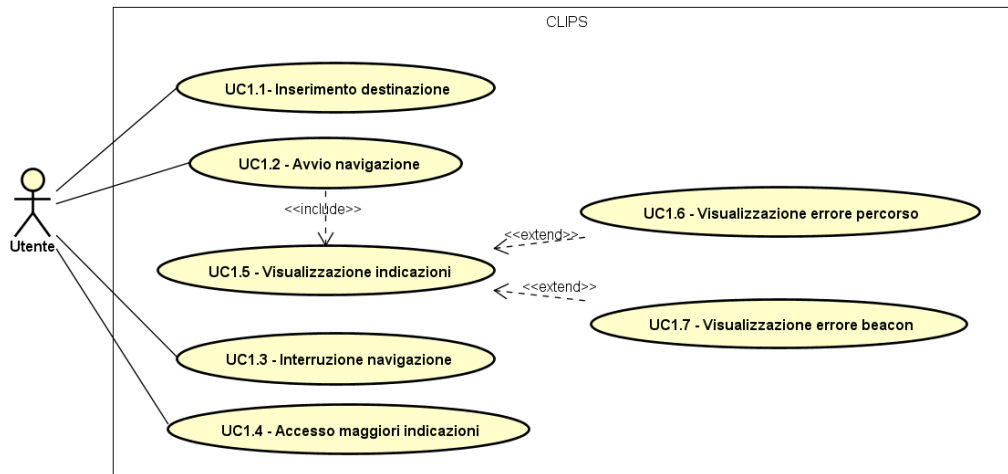 CLIPS
UC1.1- Inserimento destinazione
UC1.2 - Avvio navigazione
<<include>>
UC1.6 - Visualizzazione errore percorso
<<extend>>
Utente
UC1.5 - Visualizzazione indicazioni
<<extend>>
UC1.7 - Visualizzazione errore beacon
UC1.3 - Interruzione navigazione
UC1.4 - Accesso maggiori indicazioni